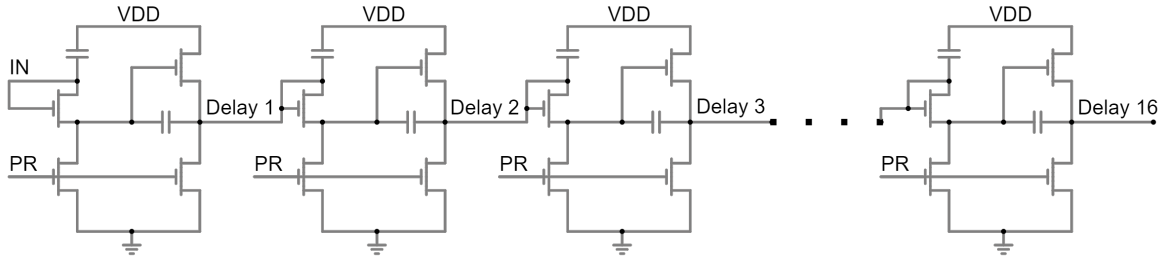 VDD VDD VDD VDD
IN
Delay 1 Delay 2 Delay 3 Delay 16
PR PR PR PR